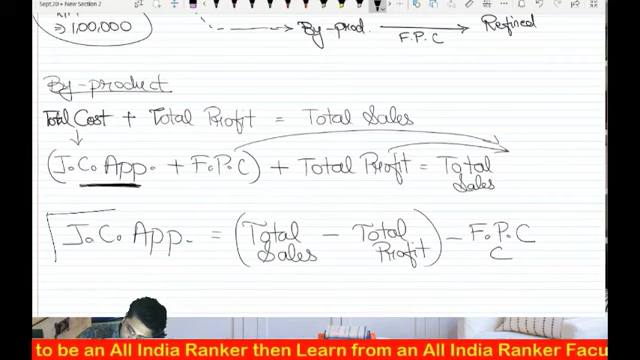 Sept,20 • New Section 2
⇒ 1,00,000
By-prod. F.P.C Refined
By-product
Total Cost + Total Profit = Total Sales
(J.C. App. + F.P.C) + Total Profit = Total Sales
J.C. App. = (Total Sales - Total Profit) - F.P.C
C
to be an All India Ranker then Learn from an All India Ranker Facu